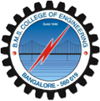 B.M.S. COLLEGE OF ENGINEERING
BANGALORE - 560 019